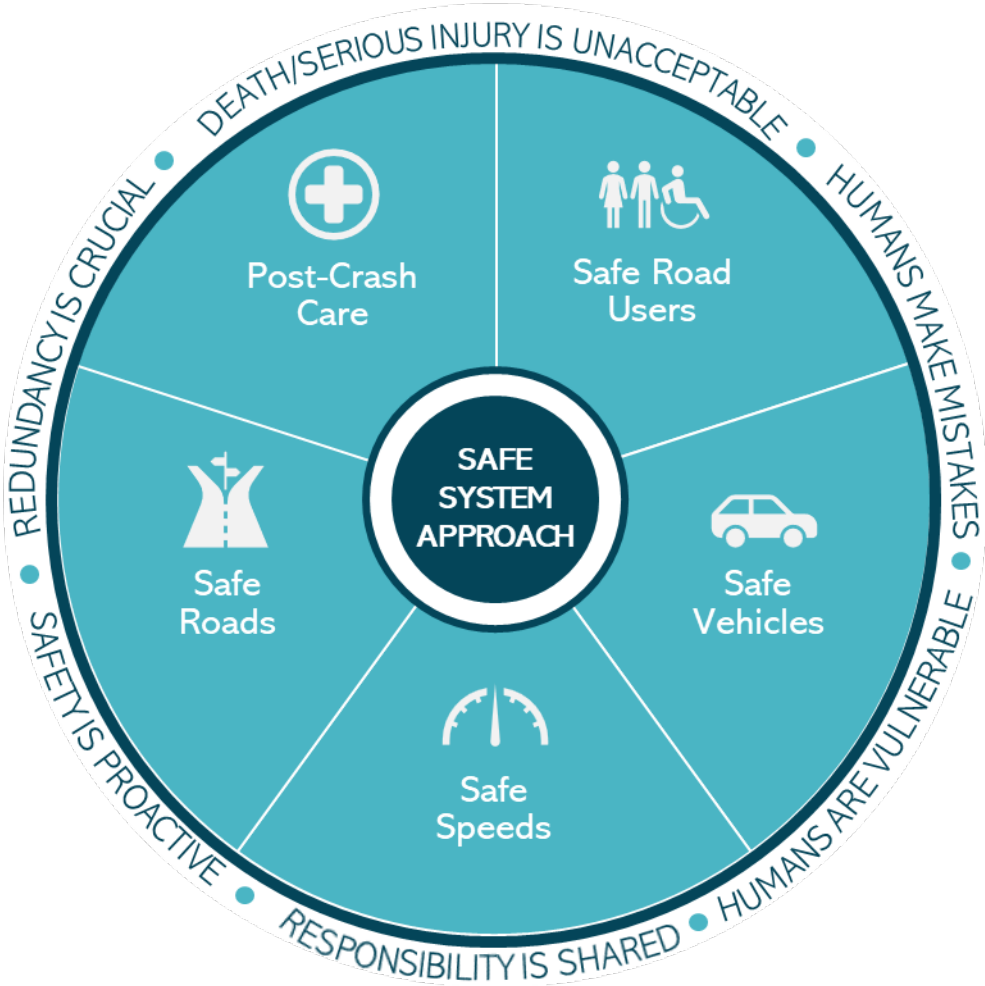 DEATH/SERIOUS INJURY IS UNACCEPTABLE
HUMANS MAKE MISTAKES
HUMANS ARE VULNERABLE
RESPONSIBILITY IS SHARED
SAFETY IS PROACTIVE
REDUNDANCY IS CRUCIAL
Post-Crash
Care
Safe Road
Users
Safe
Vehicles
Safe
Speeds
Safe
Roads
SAFE
SYSTEM
APPROACH